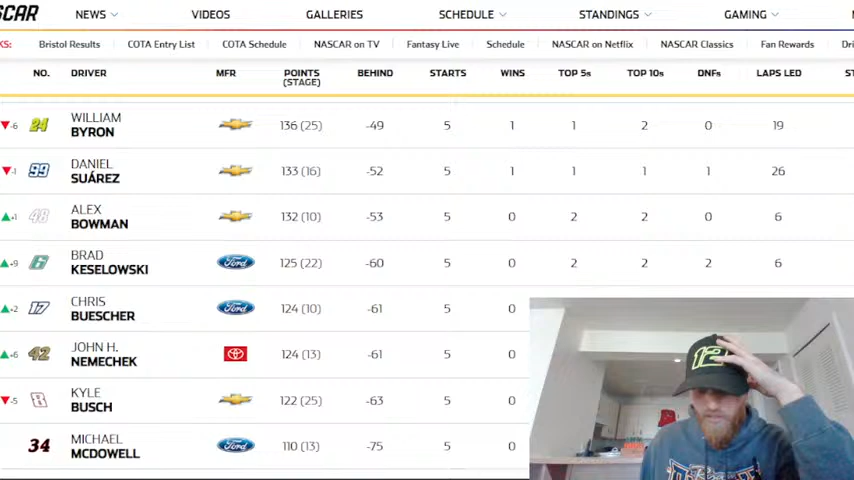 SCAR NEWS VIDEOS GALLERIES SCHEDULE STANDINGS GAMING
KS: Bristol Results COTA Entry List COTA Schedule NASCAR on TV Fantasy Live Schedule NASCAR on Netflix NASCAR Classics Fan Rewards Dri
NO. DRIVER MFR POINTS BEHIND STARTS WINS TOP 5s TOP 10s DNFs LAPS LED ST
(STAGE)
-6 24 WILLIAM 136 (25) -49 5 1 1 2 0 19
BYRON
-1 99 DANIEL 133 (16) -52 5 1 1 1 1 26
SUÁREZ
+1 48 ALEX 132 (10) -53 5 0 2 2 0 6
BOWMAN
+9 6 BRAD Ford 125 (22) -60 5 0 2 2 2 6
KESELOWSKI
+2 17 CHRIS Ford 124 (10) -61 5 0
BUESCHER
+6 42 JOHN H. 124 (13) -61 5 0
NEMECHEK
-5 8 KYLE 122 (25) -63 5 0
BUSCH
34 MICHAEL Ford 110 (13) -75 5 0
MCDOWELL
12